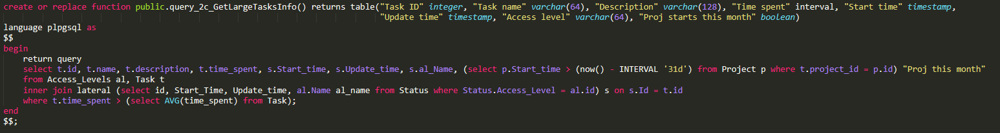 create or replace function public.query_2c_GetLargeTasksInfo() returns table("Task ID" integer, "Task name" varchar(64), "Description" varchar(128), "Time spent" interval, "Start time" timestamp,
"Update time" timestamp, "Access level" varchar(64), "Proj starts this month" boolean)
language plpgsql as
$$
begin
return query
select t.id, t.name, t.description, t.time_spent, s.Start_time, s.Update_time, s.al_Name, (select p.Start_time > (now() - INTERVAL '31d') from Project p where t.project_id = p.id) "Proj this month"
from Access_Levels al, Task t
inner join lateral (select id, Start_Time, Update_time, al.Name al_name from Status where Status.Access_Level = al.id) s on s.Id = t.id
where t.time_spent > (select AVG(time_spent) from Task);
end
$$;